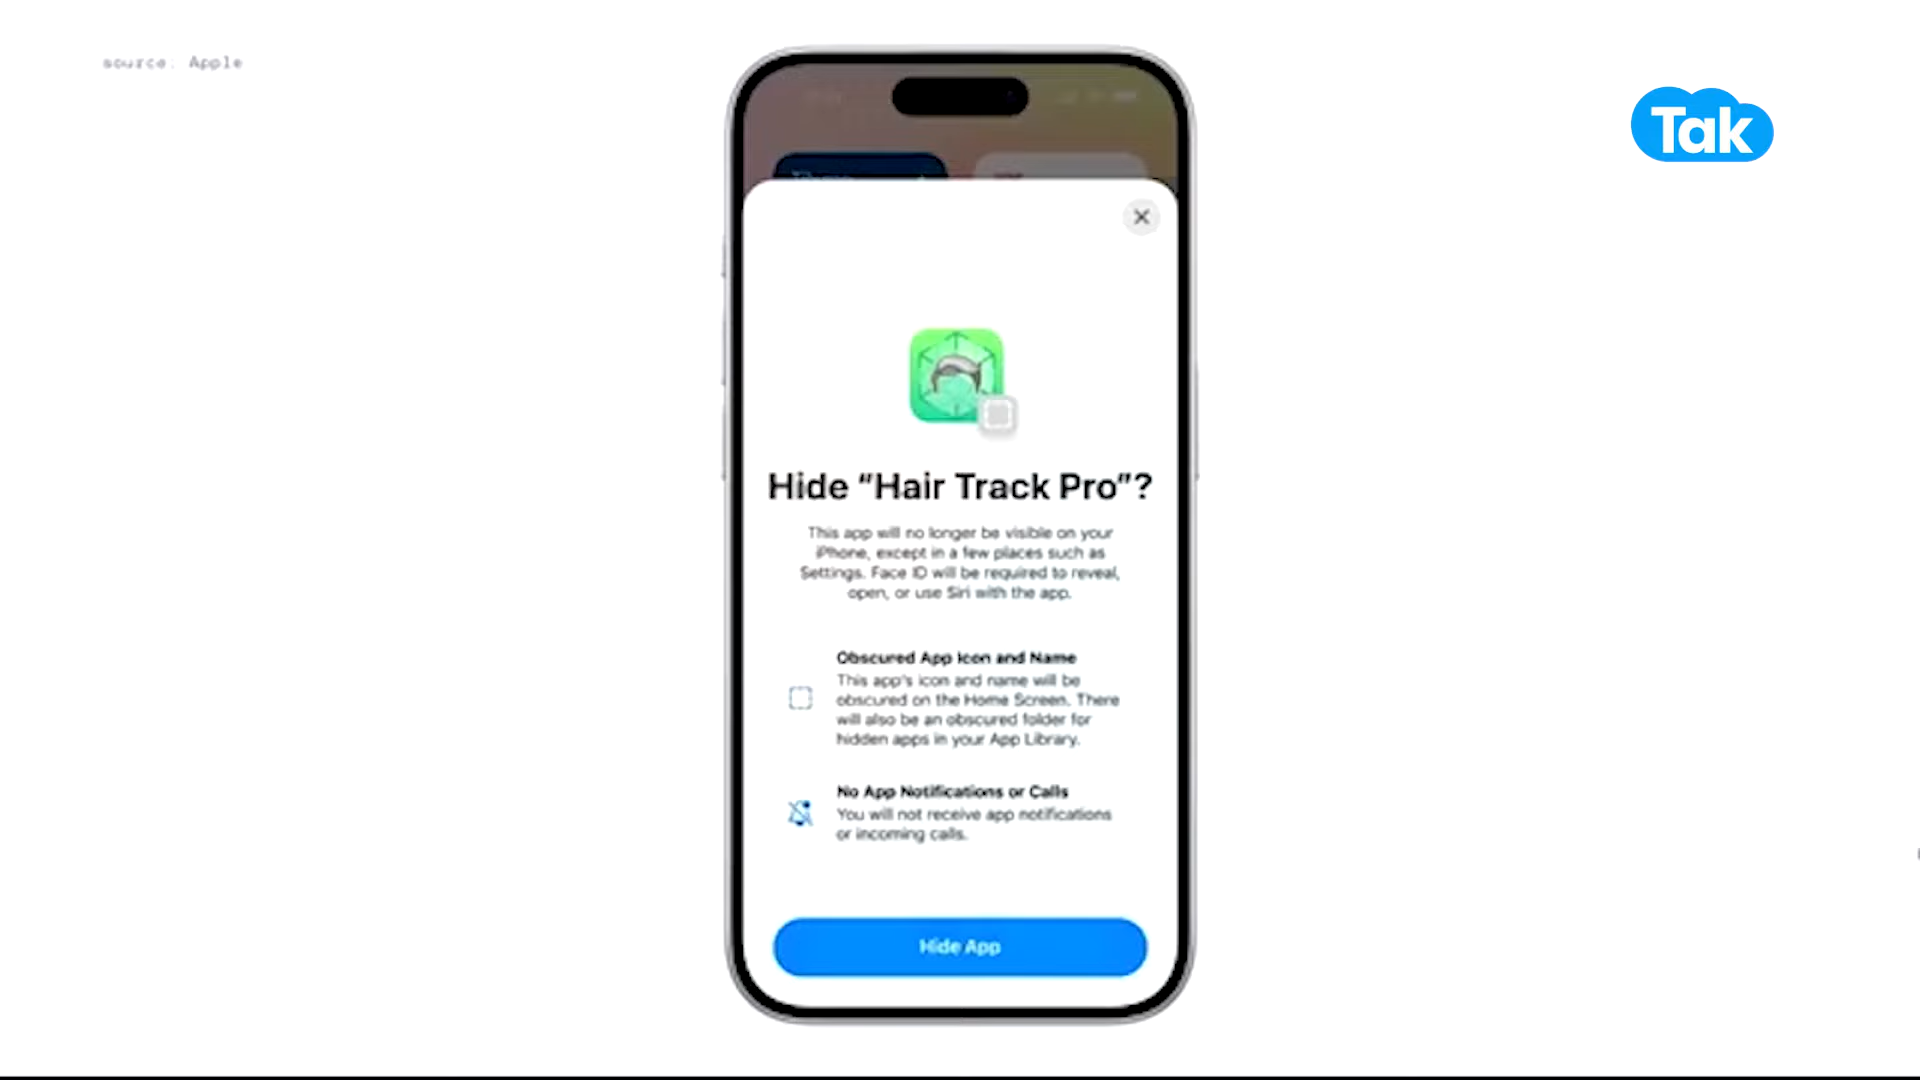 source: Apple
Tak
Hide “Hair Track Pro”?
This app will no longer be visible on your
iPhone, except in a few places such as
Settings. Face ID will be required to reveal,
open, or use Siri with the app.
Obscured App Icon and Name
This app's icon and name will be
obscured on the Home Screen. There
will also be an obscured folder for
hidden apps in your App Library.
No App Notifications or Calls
You will not receive app notifications
or incoming calls.
Hide App